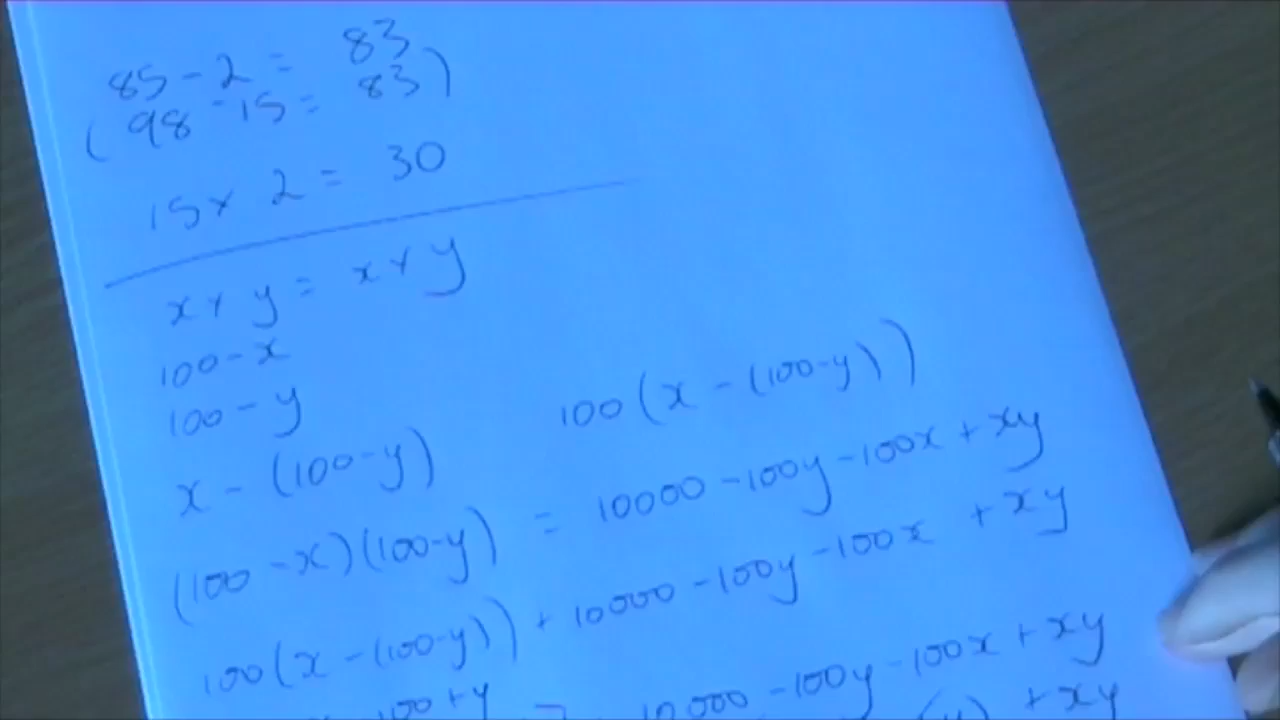 85 - 2 = 83
(98 - 15 = 83)
15 x 2 = 30
x x y = x x y
100 - x
100 - y
x - (100-y) 100(x - (100-y))
(100 - x)(100-y) = 10000 - 100y - 100x + xy
100(x - (100-y)) + 10000 - 100y - 100x + xy
100 + y = 10000 - 100y - 100x + xy
y) + xy